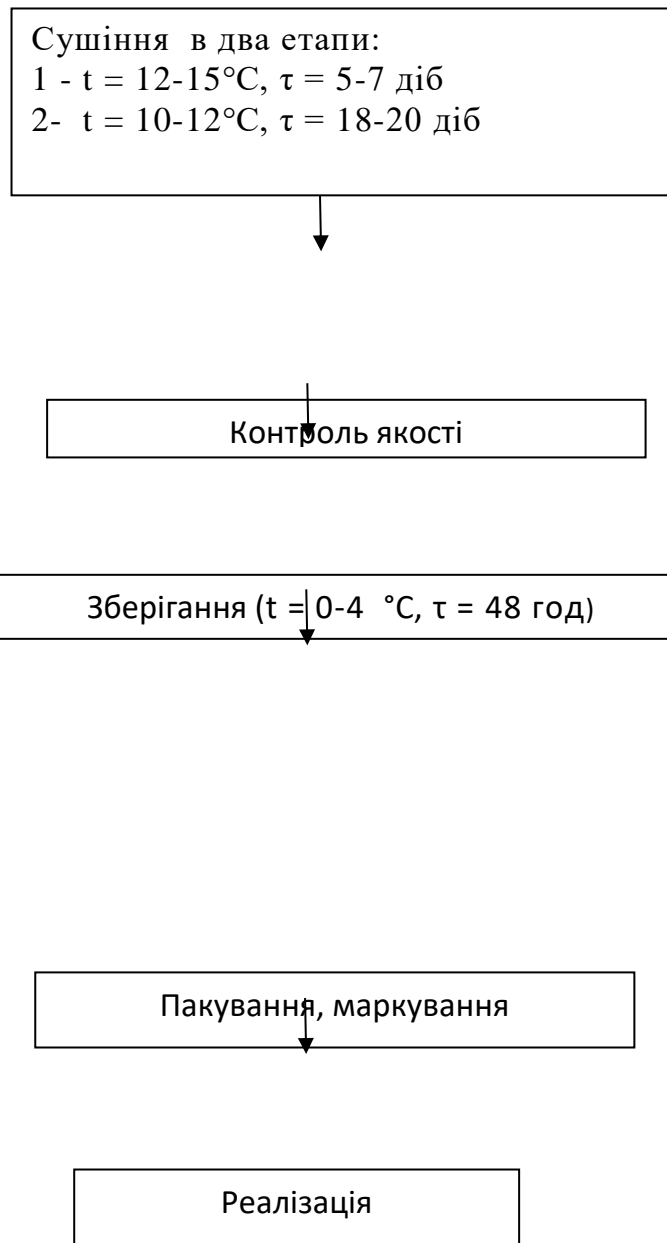 Сушіння в два етапи:
1 - t = 12-15°С, τ = 5-7 діб
2- t = 10-12°С, τ = 18-20 діб
Контроль якості
Зберігання (t = 0-4 °С, τ = 48 год)
Пакування, маркування
Реалізація